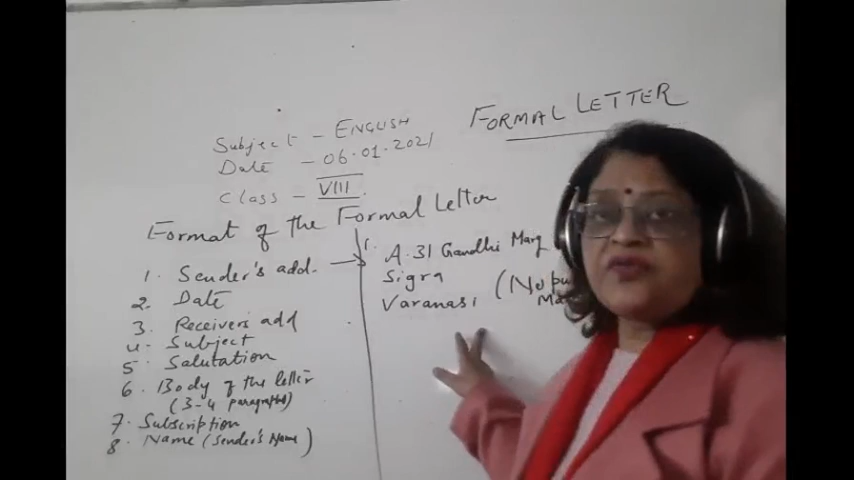 FORMAL LETTER
Subject - ENGLISH
Date - 06.01.2021
Class - VIII.
Format of the Formal Letter
1. Sender's add.
2. Date
3. Receivers add
4. Subject
5. Salutation
6. Body of the letter
(3-4 paragraphs)
7. Subscription
8. Name (Sender's Name)
1. A.31 Gandhi Marg
Sigra
Varanasi
(No